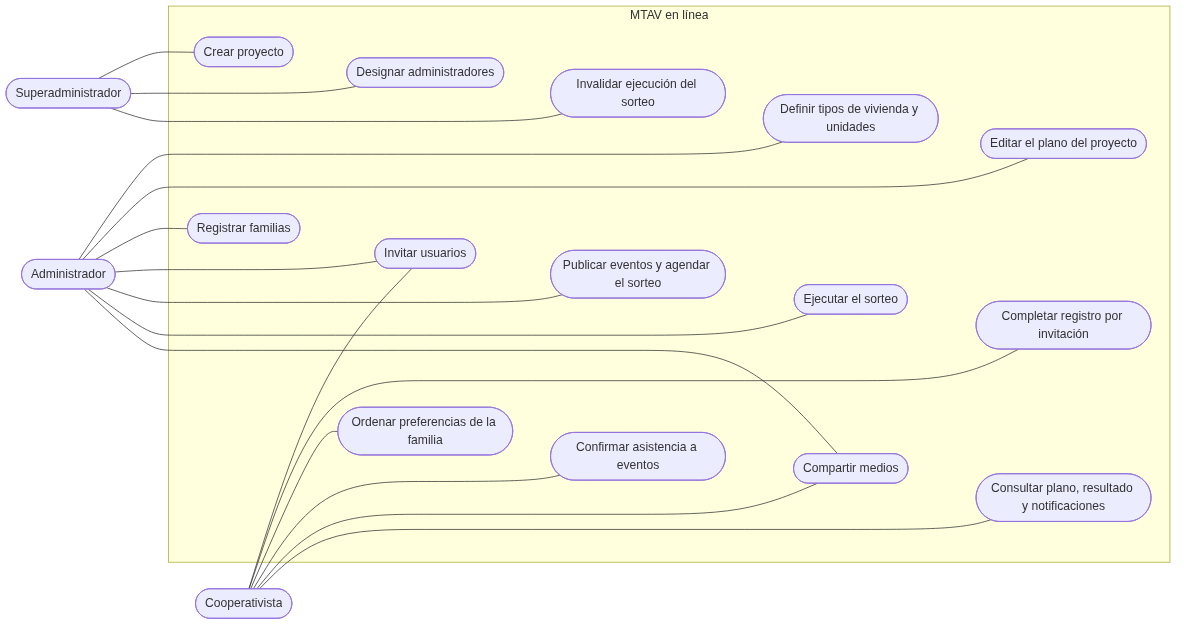 MTAV en línea
Crear proyecto
Designar administradores
Superadministrador
Invalidar ejecución del
sorteo
Definir tipos de vivienda y
unidades
Editar el plano del proyecto
Registrar familias
Invitar usuarios
Administrador
Publicar eventos y agendar
el sorteo
Ejecutar el sorteo
Completar registro por
invitación
Ordenar preferencias de la
familia
Confirmar asistencia a
eventos
Compartir medios
Consultar plano, resultado
y notificaciones
Cooperativista